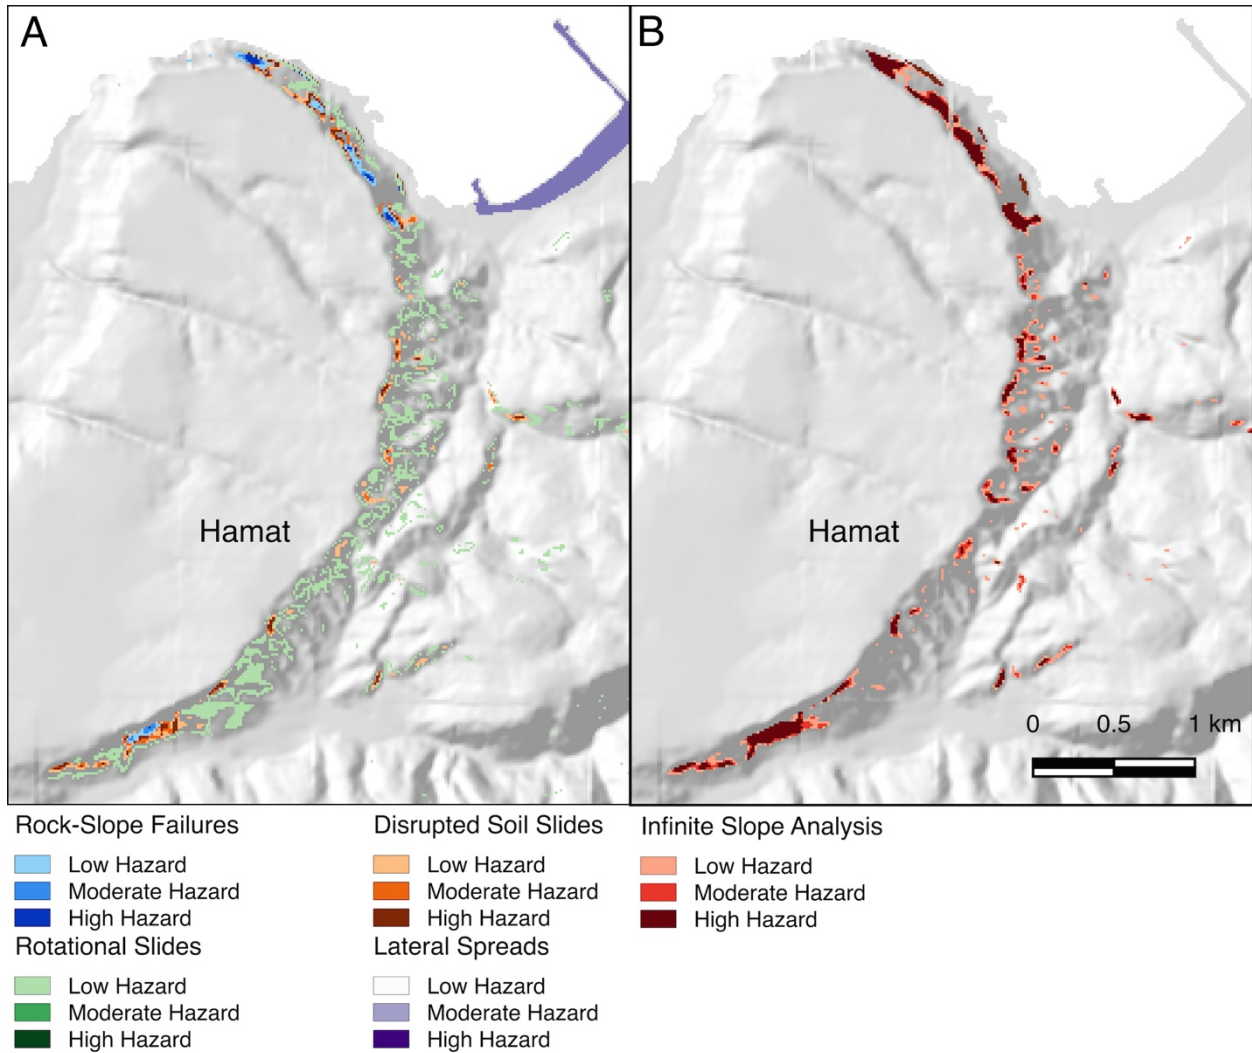 A
B
Hamat
Hamat
0 0.5 1 km
Rock-Slope Failures
Low Hazard
Moderate Hazard
High Hazard
Rotational Slides
Low Hazard
Moderate Hazard
High Hazard
Disrupted Soil Slides
Low Hazard
Moderate Hazard
High Hazard
Lateral Spreads
Low Hazard
Moderate Hazard
High Hazard
Infinite Slope Analysis
Low Hazard
Moderate Hazard
High Hazard